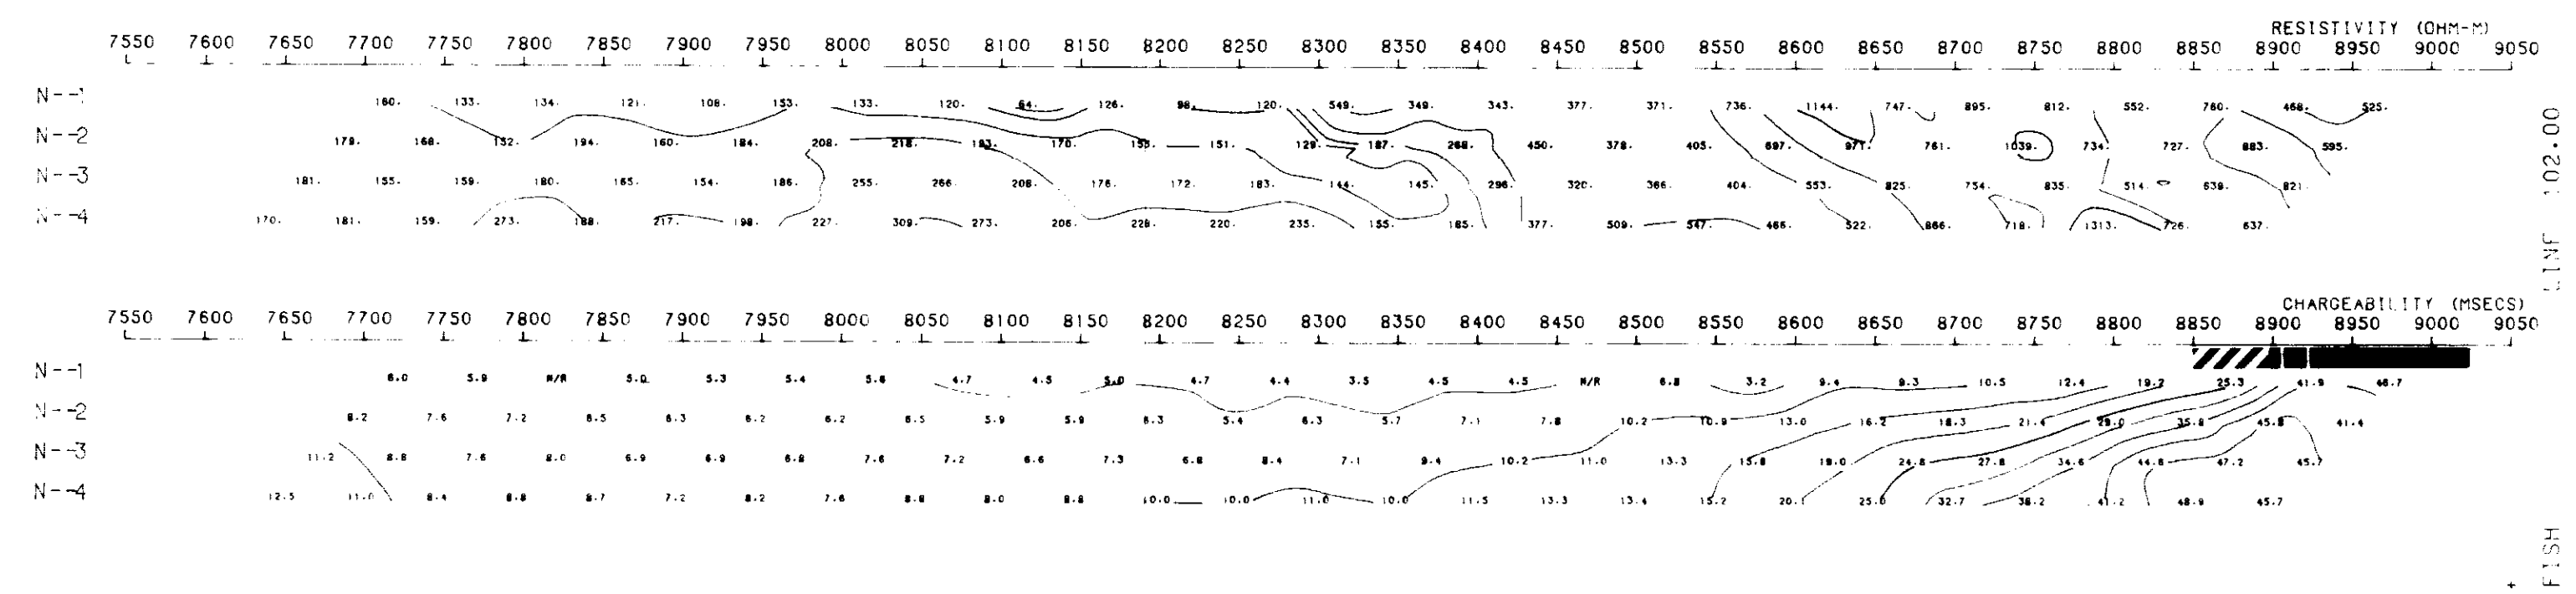 RESISTIVITY (OHM-M)
7550 7600 7650 7700 7750 7800 7850 7900 7950 8000 8050 8100 8150 8200 8250 8300 8350 8400 8450 8500 8550 8600 8650 8700 8750 8800 8850 8900 8950 9000 9050
N--1 160. 133. 134. 121. 108. 153. 133. 120. 64. 126. 98. 120. 549. 349. 343. 377. 371. 736. 1144. 747. 895. 812. 552. 760. 468. 525.
N--2 179. 168. 152. 194. 160. 184. 208. 218. 193. 170. 155. 151. 129. 187. 268. 450. 378. 405. 697. 971. 761. 1039. 734. 727. 883. 595.
N--3 181. 155. 159. 180. 165. 154. 186. 255. 266. 208. 176. 172. 183. 144. 145. 296. 320. 366. 404. 553. 825. 754. 835. 514. 639. 821.
N--4 170. 181. 159. 273. 188. 217. 198. 227. 309. 273. 206. 228. 220. 235. 155. 185. 377. 509. 547. 466. 522. 866. 718. 1313. 726. 637.
LINE 102.00
CHARGEABILITY (MSECS)
7550 7600 7650 7700 7750 7800 7850 7900 7950 8000 8050 8100 8150 8200 8250 8300 8350 8400 8450 8500 8550 8600 8650 8700 8750 8800 8850 8900 8950 9000 9050
N--1 6.0 5.9 N/R 5.0 5.3 5.4 5.6 4.7 4.5 5.0 4.7 4.4 3.5 4.5 4.5 N/R 6.8 3.2 9.4 9.3 10.5 12.4 19.2 25.3 41.9 46.7
N--2 8.2 7.6 7.2 6.5 6.3 6.2 6.2 6.5 5.9 5.9 6.3 5.4 6.3 5.7 7.1 7.8 10.2 10.9 13.0 16.2 18.3 21.4 29.0 35.8 45.8 41.4
N--3 11.2 8.8 7.6 8.0 6.9 6.9 6.8 7.6 7.2 6.6 7.3 6.8 8.4 7.1 9.4 10.2 11.0 13.3 15.8 19.0 24.8 27.8 34.6 44.8 47.2 45.7
N--4 12.5 11.0 8.4 8.8 8.7 7.2 8.2 7.6 8.8 8.0 8.8 10.0 10.0 11.0 10.0 11.5 13.3 13.4 15.2 20.1 25.0 32.7 38.2 41.2 48.9 45.7
FISH